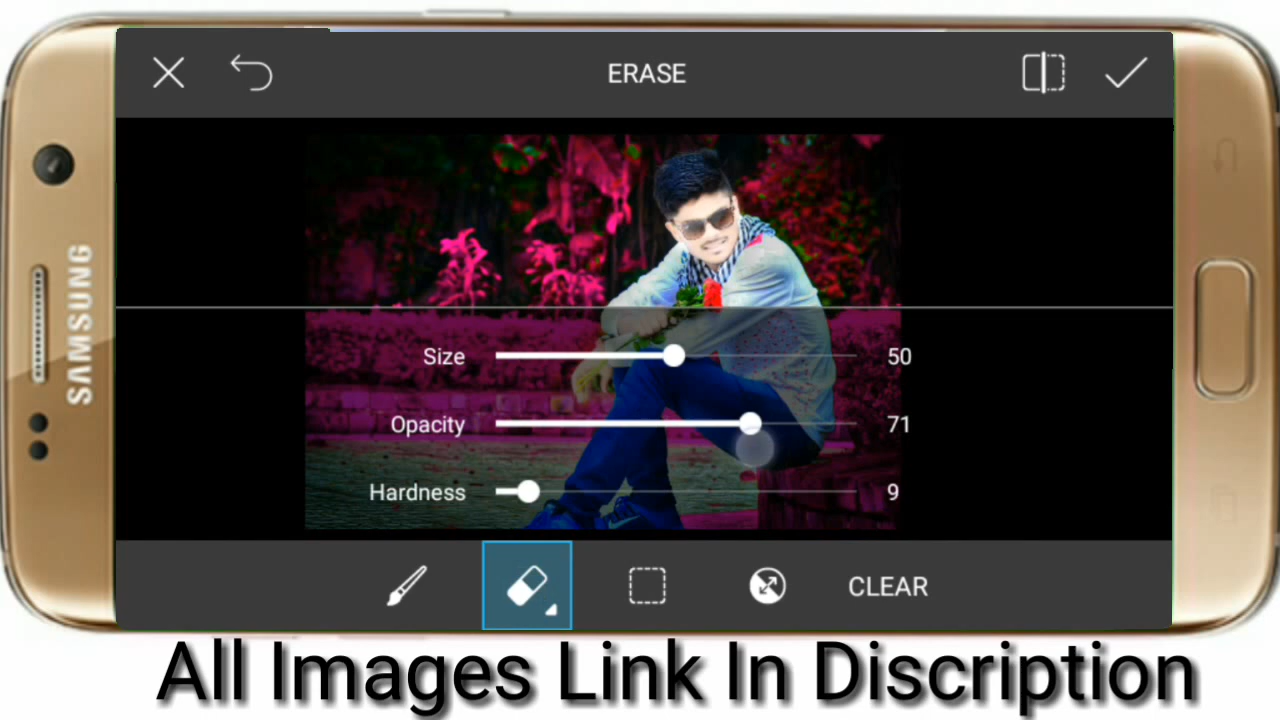 ERASE
SAMSUNG
Size 50
Opacity 71
Hardness 9
CLEAR
All Images Link In Discription